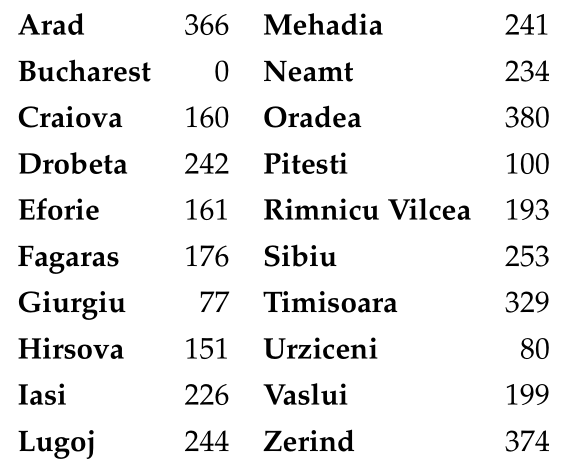 Arad 366 Mehadia 241
Bucharest 0 Neamt 234
Craiova 160 Oradea 380
Drobeta 242 Pitesti 100
Eforie 161 Rimnicu Vilcea 193
Fagaras 176 Sibiu 253
Giurgiu 77 Timisoara 329
Hirsova 151 Urziceni 80
Iasi 226 Vaslui 199
Lugoj 244 Zerind 374